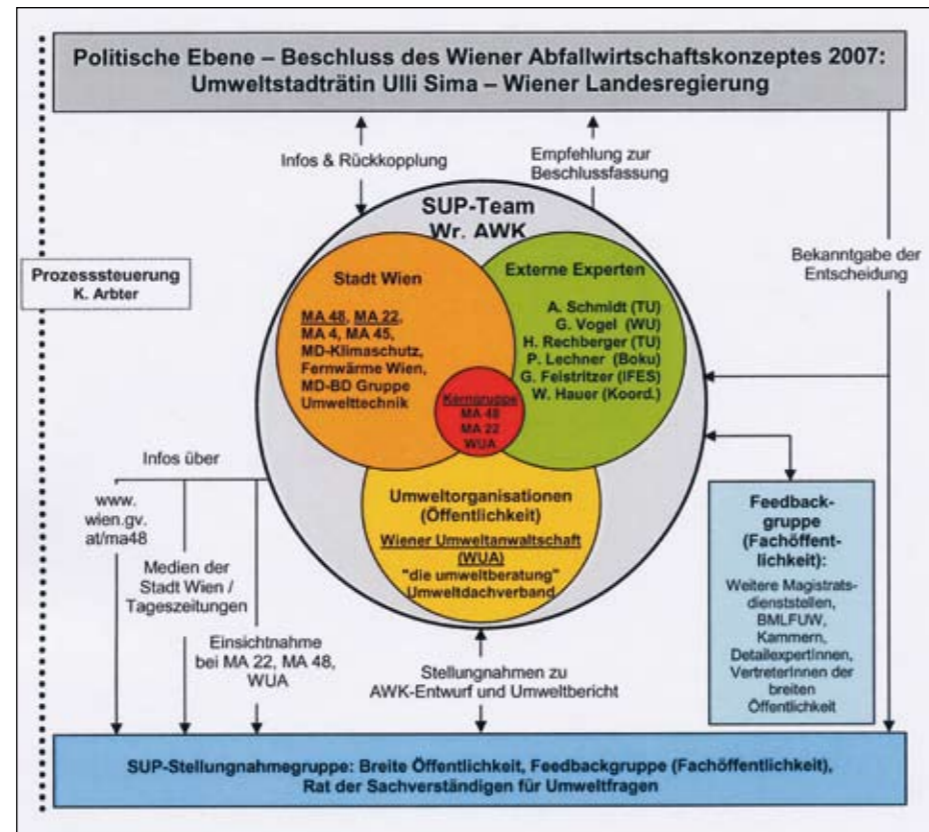 Politische Ebene – Beschluss des Wiener Abfallwirtschaftskonzeptes 2007:
Umweltstadträtin Ulli Sima – Wiener Landesregierung
Infos & Rückkopplung
Empfehlung zur
Beschlussfassung
SUP-Team
Wr. AWK
Prozesssteuerung
K. Arbter
Stadt Wien
MA 48, MA 22,
MA 4, MA 45,
MD-Klimaschutz,
Fernwärme Wien,
MD-BD Gruppe
Umwelttechnik
Externe Experten
A. Schmidt (TU)
G. Vogel (WU)
H. Rechberger (TU)
P. Lechner (Boku)
G. Feistritzer (IFES)
W. Hauer (Koord.)
Bekanntgabe der
Entscheidung
Kerngruppe
MA 48
MA 22
WUA
Infos über
www.
wien.gv.
at/ma48
Medien der
Stadt Wien /
Tageszeitungen
Einsichtnahme
bei MA 22, MA 48,
WUA
Umweltorganisationen
(Öffentlichkeit)
Wiener Umweltanwaltschaft
(WUA)
"die umweltberatung"
Umweltdachverband
Feedback-
gruppe
(Fachöffent-
lichkeit):
Weitere Magistrats-
dienststellen,
BMLFUW,
Kammern,
DetailexpertInnen,
VertreterInnen der
breiten
Öffentlichkeit
Stellungnahmen zu
AWK-Entwurf und Umweltbericht
SUP-Stellungnahmegruppe: Breite Öffentlichkeit, Feedbackgruppe (Fachöffentlichkeit),
Rat der Sachverständigen für Umweltfragen